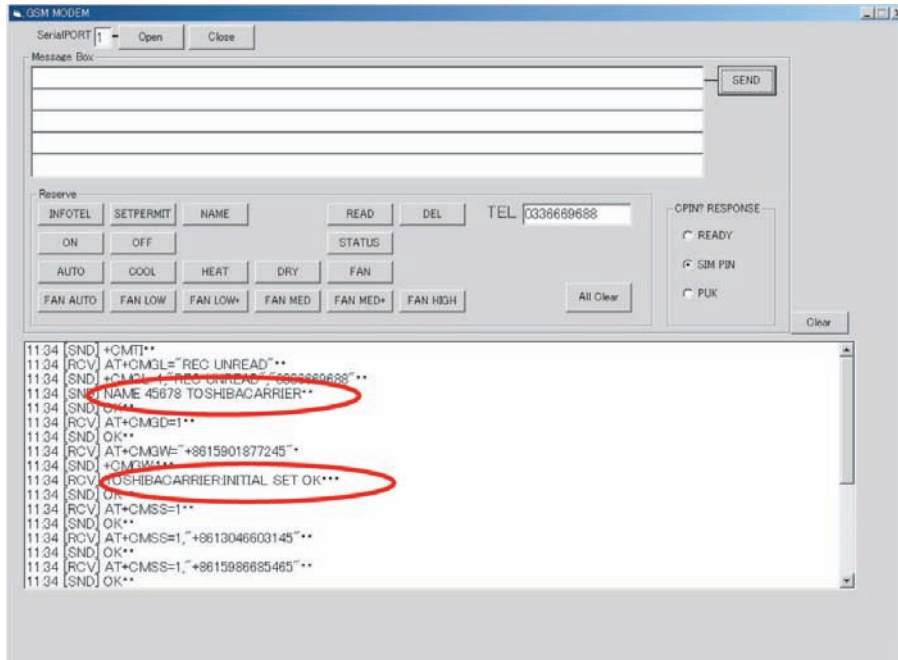 GSM MODEM
SerialPORT 1 Open Close
Message Box
SEND
Reserve
INFOTEL SETPERMIT NAME READ DEL TEL 0336669688
ON OFF STATUS
AUTO COOL HEAT DRY FAN
FAN AUTO FAN LOW FAN LOW+ FAN MED FAN MED+ FAN HIGH All Clear
CPIN? RESPONSE
READY
SIM PIN
PUK
Clear
11:34 [SND] +CMTI••
11:34 [RCV] AT+CMGL="REC UNREAD"••
11:34 [SND] +CMGL=1,"REC UNREAD","0336669688"••
11:34 [SND] NAME 45678 TOSHIBACARRIER••
11:34 [SND] OK••
11:34 [RCV] AT+CMGD=1••
11:34 [SND] OK••
11:34 [RCV] AT+CMGW="+8615901877245"•
11:34 [SND] +CMGW:1••
11:34 [RCV] TOSHIBACARRIER:INITIAL SET OK•••
11:34 [SND] OK••
11:34 [RCV] AT+CMSS=1••
11:34 [SND] OK••
11:34 [RCV] AT+CMSS=1,"+8613046603145"••
11:34 [SND] OK••
11:34 [RCV] AT+CMSS=1,"+8615986685465"••
11:34 [SND] OK••